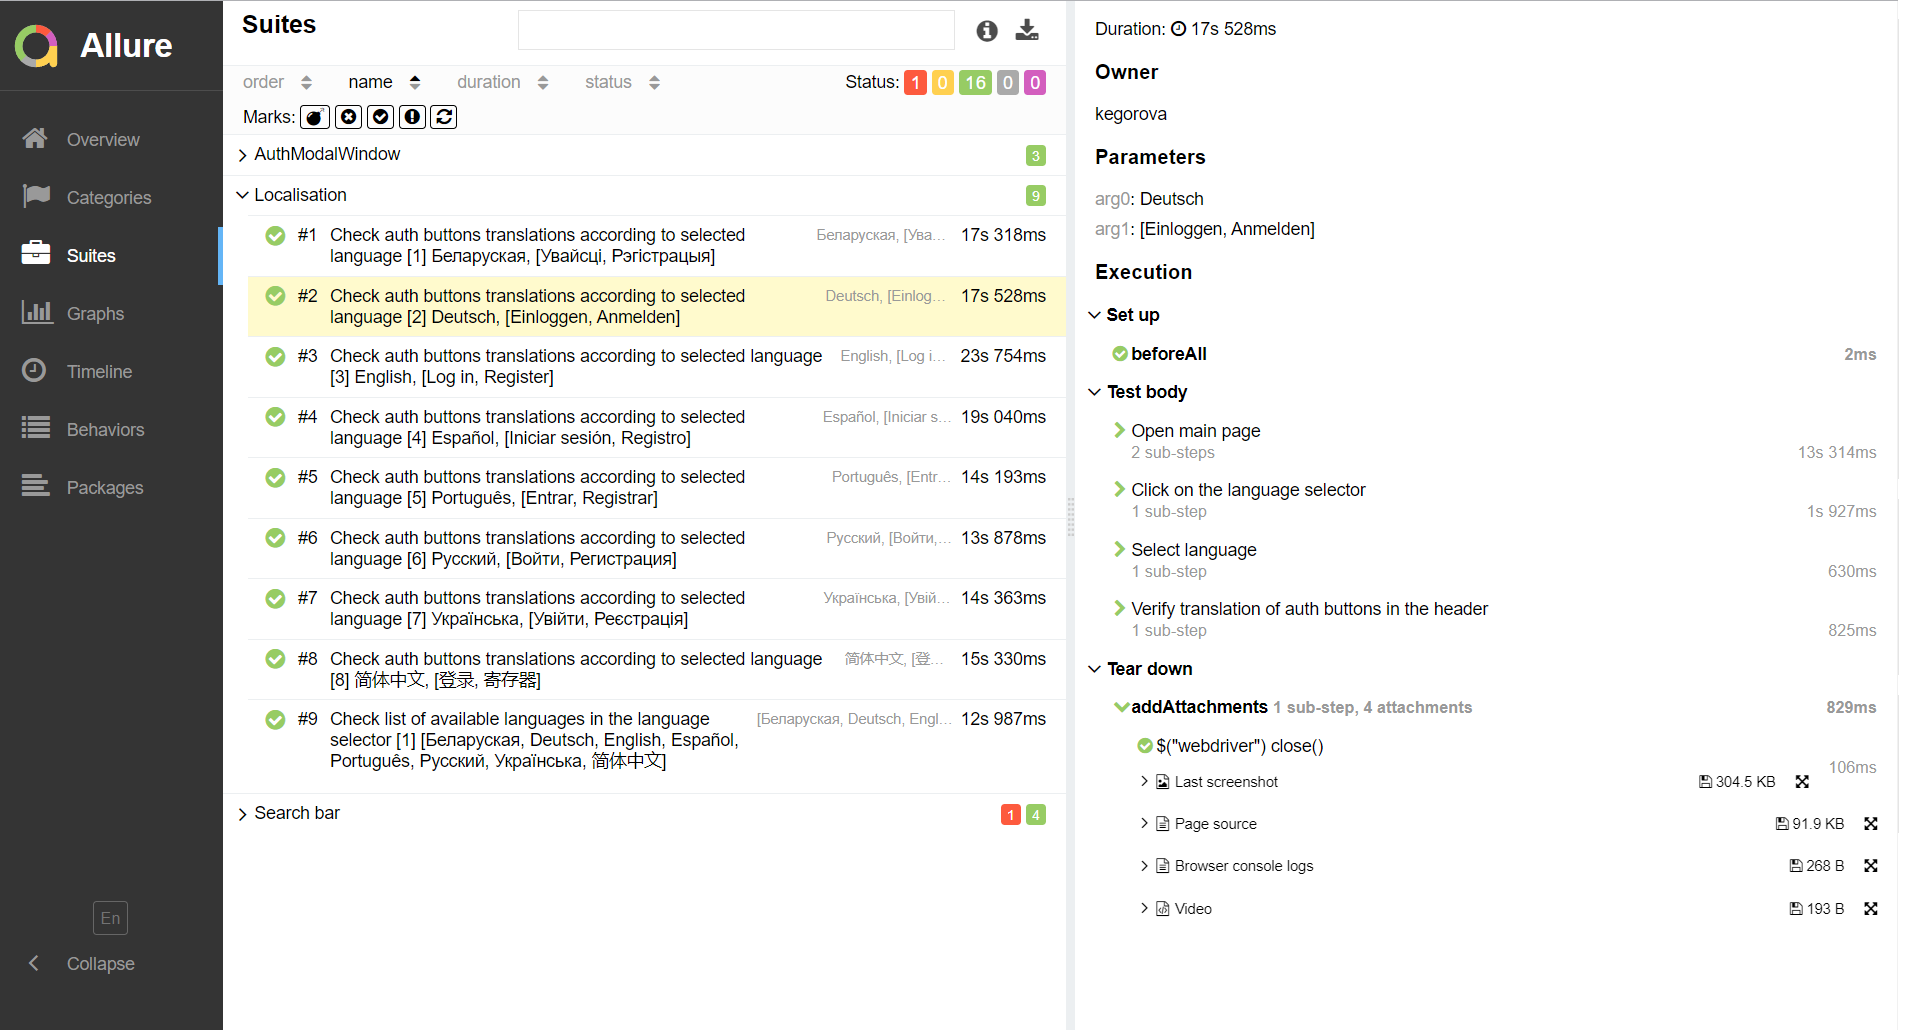 Allure
Overview
Categories
Suites
Graphs
Timeline
Behaviors
Packages
En
Collapse
Suites
order name duration status
Status: 1 0 16 0 0
Marks:
AuthModalWindow 3
Localisation 9
#1 Check auth buttons translations according to selected Беларуская, [Ува... 17s 318ms
language [1] Беларуская, [Увайсці, Рэгістрацыя]
#2 Check auth buttons translations according to selected Deutsch, [Einlog... 17s 528ms
language [2] Deutsch, [Einloggen, Anmelden]
#3 Check auth buttons translations according to selected language English, [Log i... 23s 754ms
[3] English, [Log in, Register]
#4 Check auth buttons translations according to selected Español, [Iniciar s... 19s 040ms
language [4] Español, [Iniciar sesión, Registro]
#5 Check auth buttons translations according to selected Português, [Entr... 14s 193ms
language [5] Português, [Entrar, Registrar]
#6 Check auth buttons translations according to selected Русский, [Войти,... 13s 878ms
language [6] Русский, [Войти, Регистрация]
#7 Check auth buttons translations according to selected Українська, [Увій... 14s 363ms
language [7] Українська, [Увійти, Реєстрація]
#8 Check auth buttons translations according to selected language 简体中文, [登... 15s 330ms
[8] 简体中文, [登录, 寄存器]
#9 Check list of available languages in the language [Беларуская, Deutsch, Engl... 12s 987ms
selector [1] [Беларуская, Deutsch, English, Español,
Português, Русский, Українська, 简体中文]
Search bar 1 4
Duration: 17s 528ms
Owner
kegorova
Parameters
arg0: Deutsch
arg1: [Einloggen, Anmelden]
Execution
Set up
beforeAll 2ms
Test body
Open main page
2 sub-steps 13s 314ms
Click on the language selector
1 sub-step 1s 927ms
Select language
1 sub-step 630ms
Verify translation of auth buttons in the header
1 sub-step 825ms
Tear down
addAttachments 1 sub-step, 4 attachments 829ms
$("webdriver") close()
106ms
Last screenshot 304.5 KB
Page source 91.9 KB
Browser console logs 268 B
Video 193 B